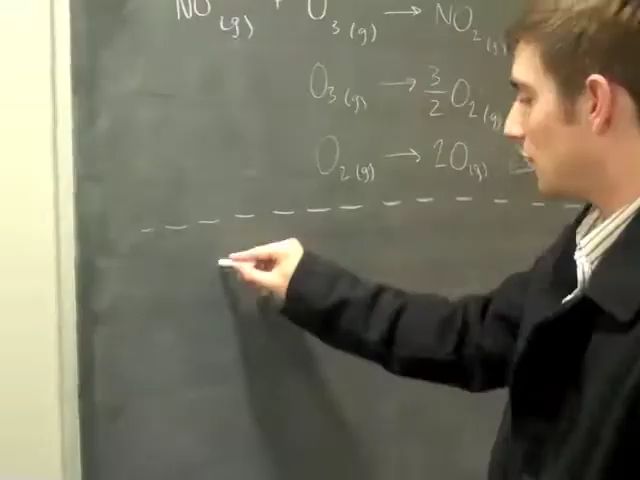 NO (g) + O3 (g) → NO2 (g)
O3 (g) → 3/2 O2 (g)
O2 (g) → 2O (g)